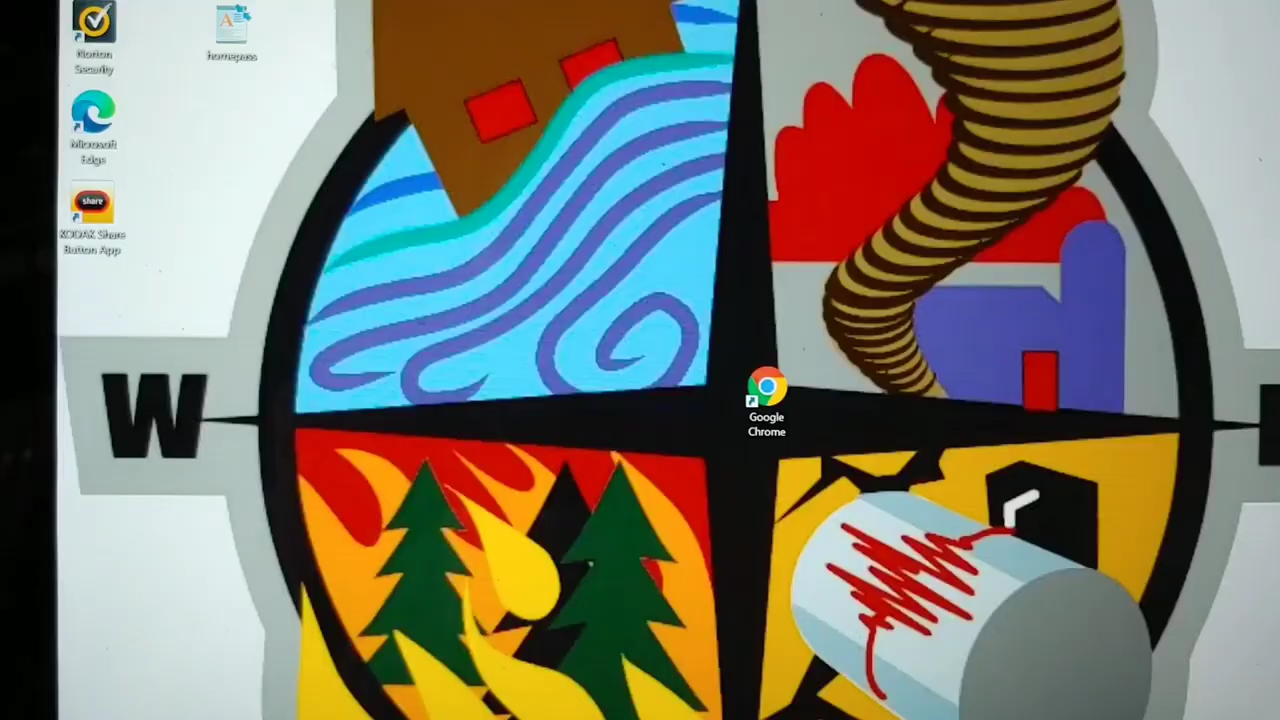 Norton
Security
homepass
Microsoft
Edge
share
KODAK Share
Button App
W
Google
Chrome